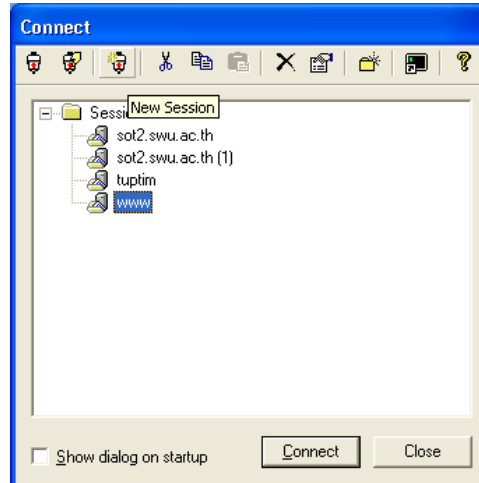 Connect
Sessi
New Session
sot2.swu.ac.th
sot2.swu.ac.th (1)
tuptim
www
Show dialog on startup
Connect
Close